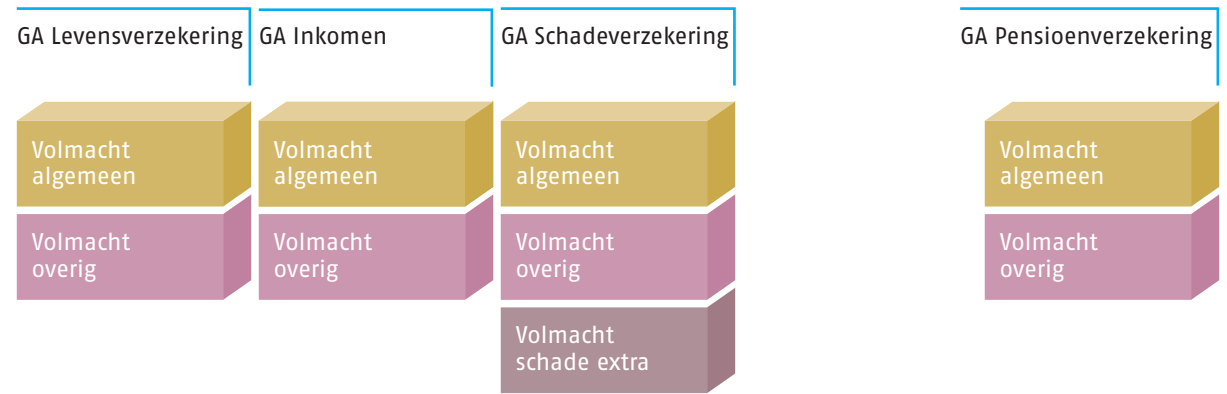 GA Levensverzekering
GA Inkomen
GA Schadeverzekering
GA Pensioenverzekering
Volmacht
algemeen
Volmacht
algemeen
Volmacht
algemeen
Volmacht
algemeen
Volmacht
overig
Volmacht
overig
Volmacht
overig
Volmacht
overig
Volmacht
schade extra